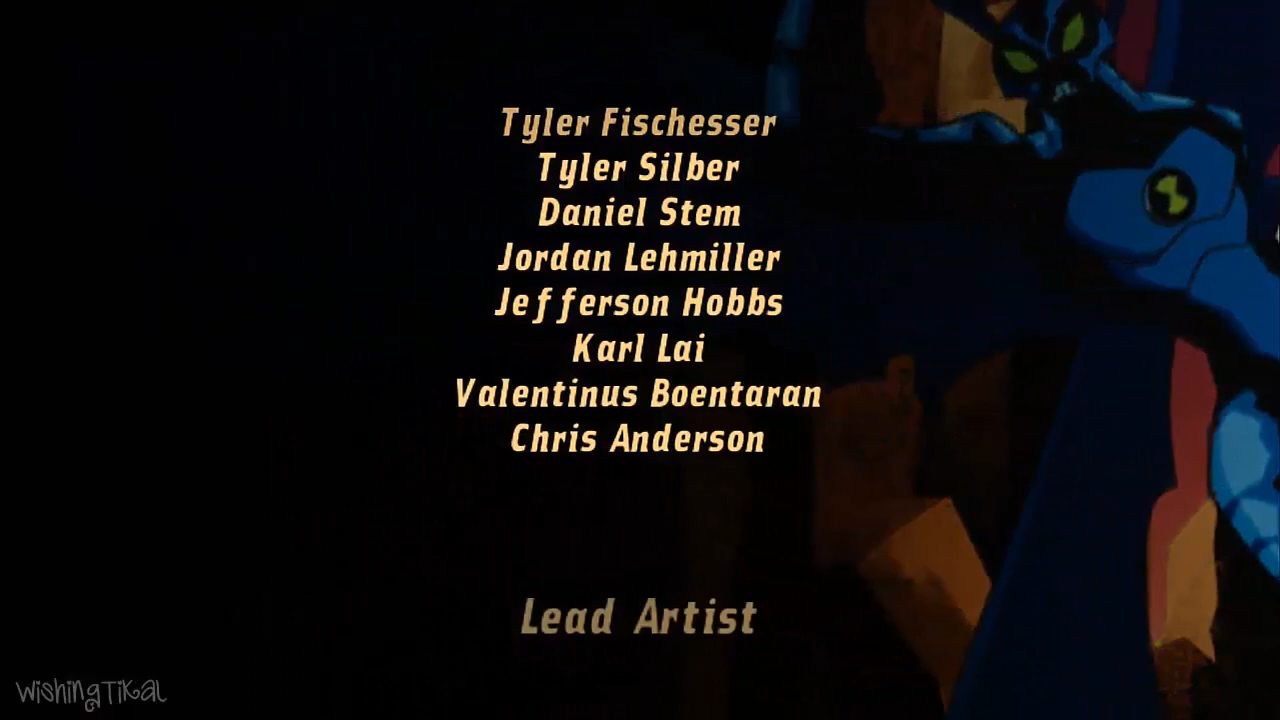 Tyler Fischesser
Tyler Silber
Daniel Stem
Jordan Lehmiller
Jefferson Hobbs
Karl Lai
Valentinus Boentaran
Chris Anderson
Lead Artist
WishingTikal